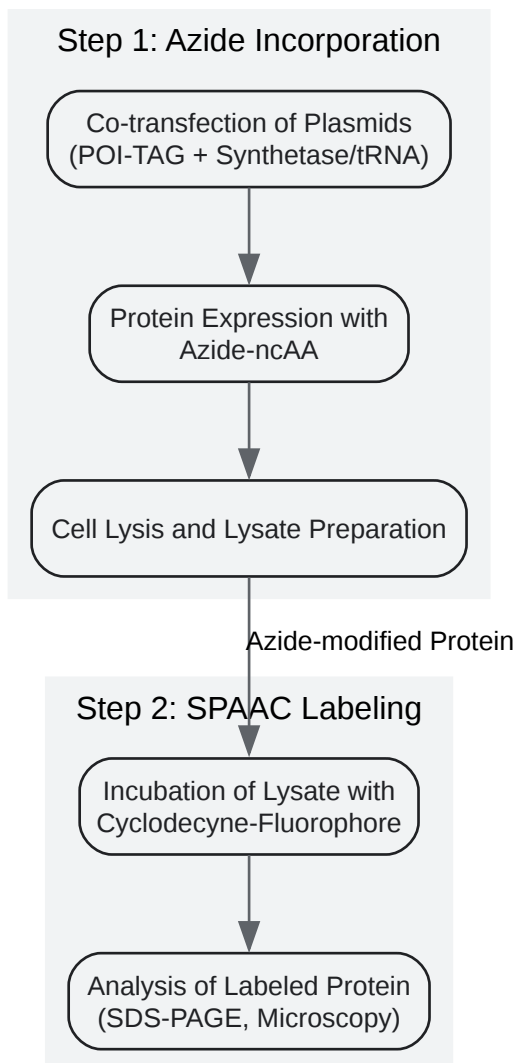 Step 1: Azide Incorporation
Co-transfection of Plasmids
(POI-TAG + Synthetase/tRNA)
Protein Expression with
Azide-ncAA
Cell Lysis and Lysate Preparation
Azide-modified Protein
Step 2: SPAAC Labeling
Incubation of Lysate with
Cyclodecyne-Fluorophore
Analysis of Labeled Protein
(SDS-PAGE, Microscopy)